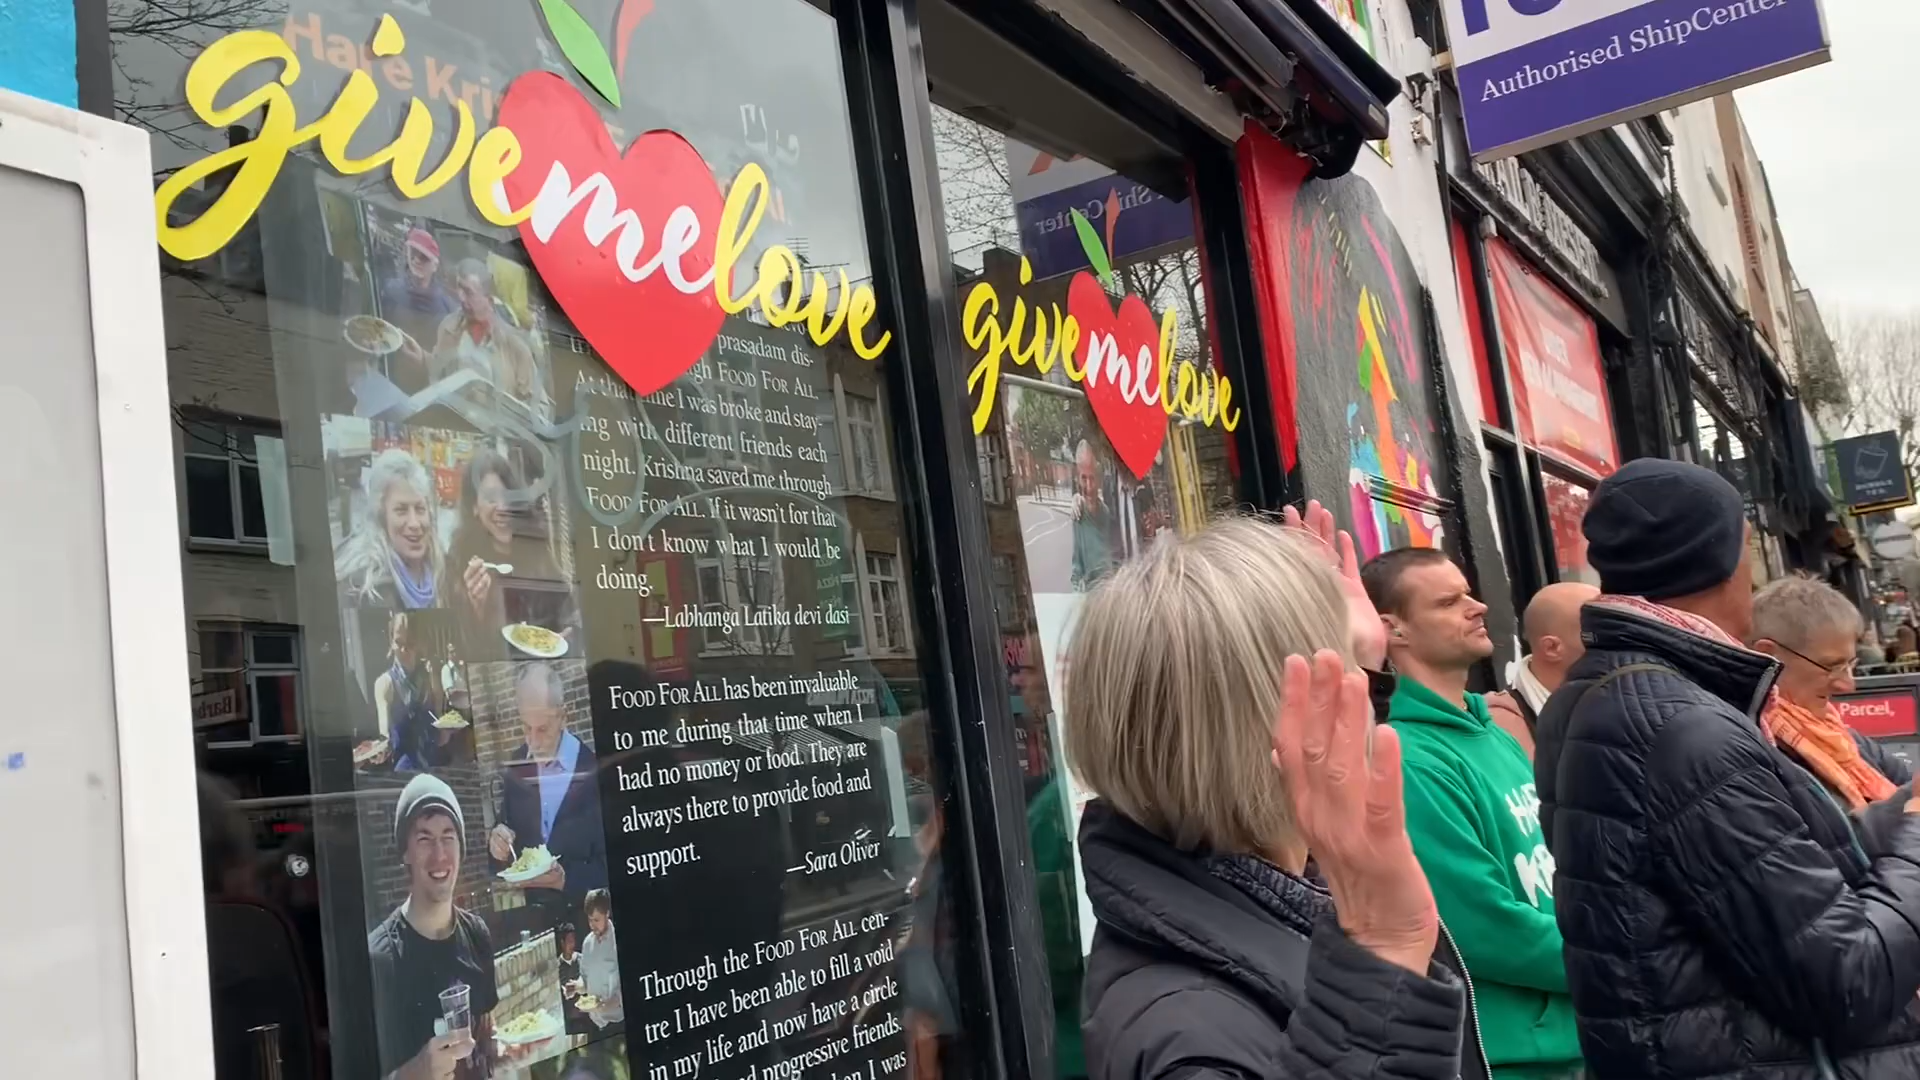 Authorised ShipCenter
Hare Kri
give me love
give me love
prasadam dis-
gh FOOD FOR ALL.
At that time I was broke and stay-
ing with different friends each
night. Krishna saved me through
FOOD FOR ALL. If it wasn't for that
I don't know what I would be
doing.
—Labhanga Latika devi dasi
FOOD FOR ALL has been invaluable
to me during that time when I
had no money or food. They are
always there to provide food and
support.
—Sara Oliver
Through the FOOD FOR ALL cen-
tre I have been able to fill a void
in my life and now have a circle
progressive friends.
I was
Parcel,